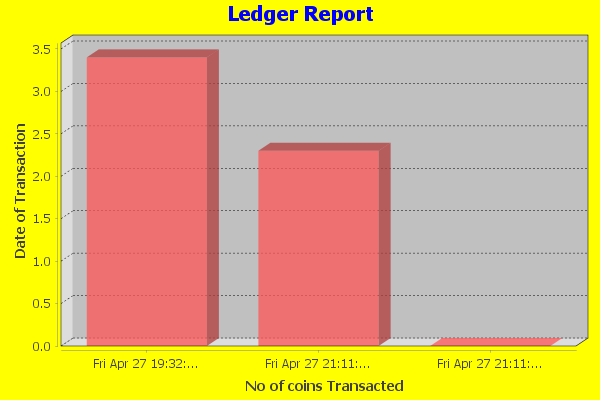 Ledger Report
Date of Transaction
3.5
3.0
2.5
2.0
1.5
1.0
0.5
0.0
Fri Apr 27 19:32:... Fri Apr 27 21:11:... Fri Apr 27 21:11:...
No of coins Transacted